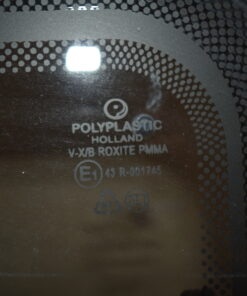 POLYPLASTIC
HOLLAND
V-X/B ROXITE PMMA
E1 43 R-001745